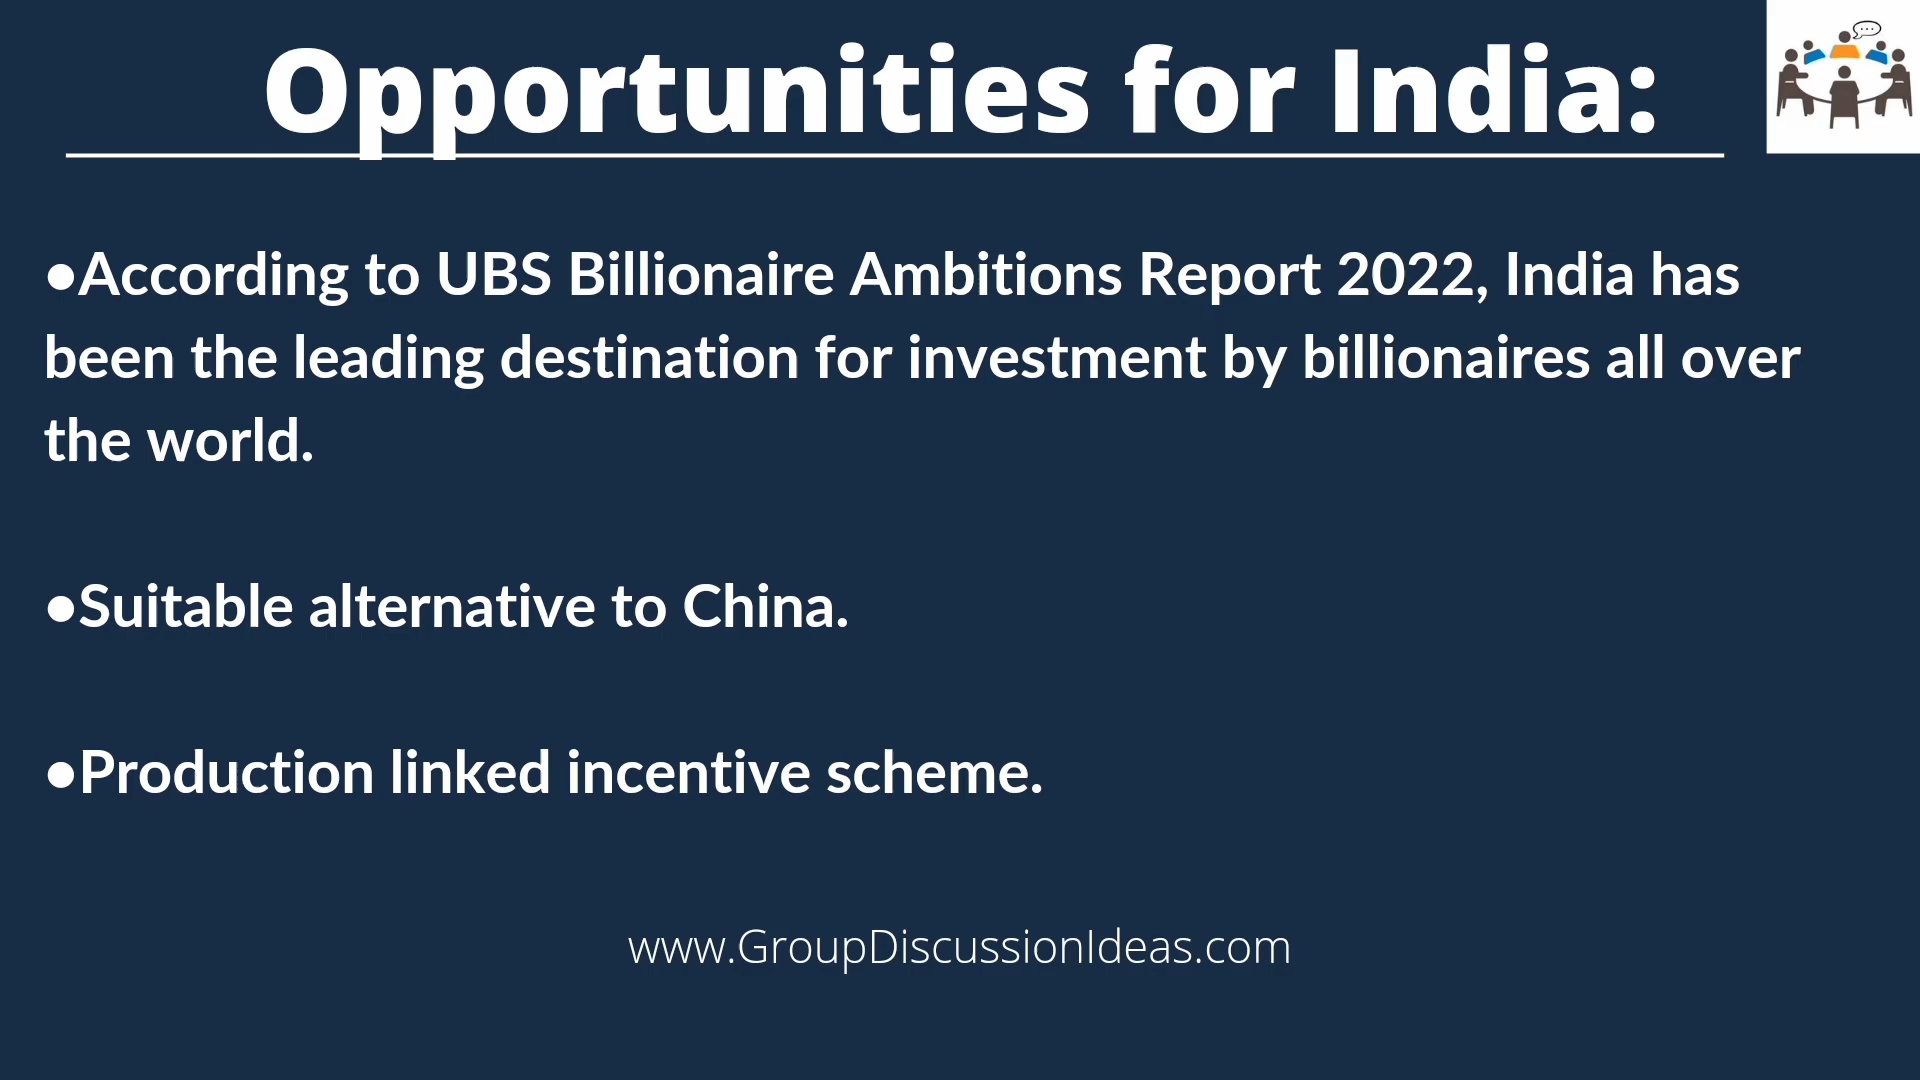 Opportunities for India:
●According to UBS Billionaire Ambitions Report 2022, India has
been the leading destination for investment by billionaires all over
the world.
●Suitable alternative to China.
●Production linked incentive scheme.
www.GroupDiscussionIdeas.com